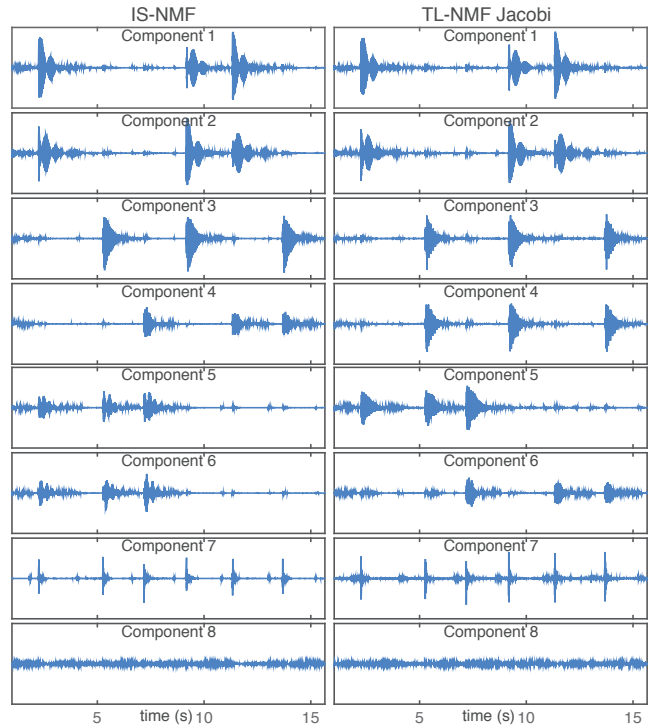 IS-NMF
TL-NMF Jacobi
Component 1
Component 1
Component 2
Component 2
Component 3
Component 3
Component 4
Component 4
Component 5
Component 5
Component 6
Component 6
Component 7
Component 7
Component 8
Component 8
5 time (s) 10 15
5 time (s) 10 15